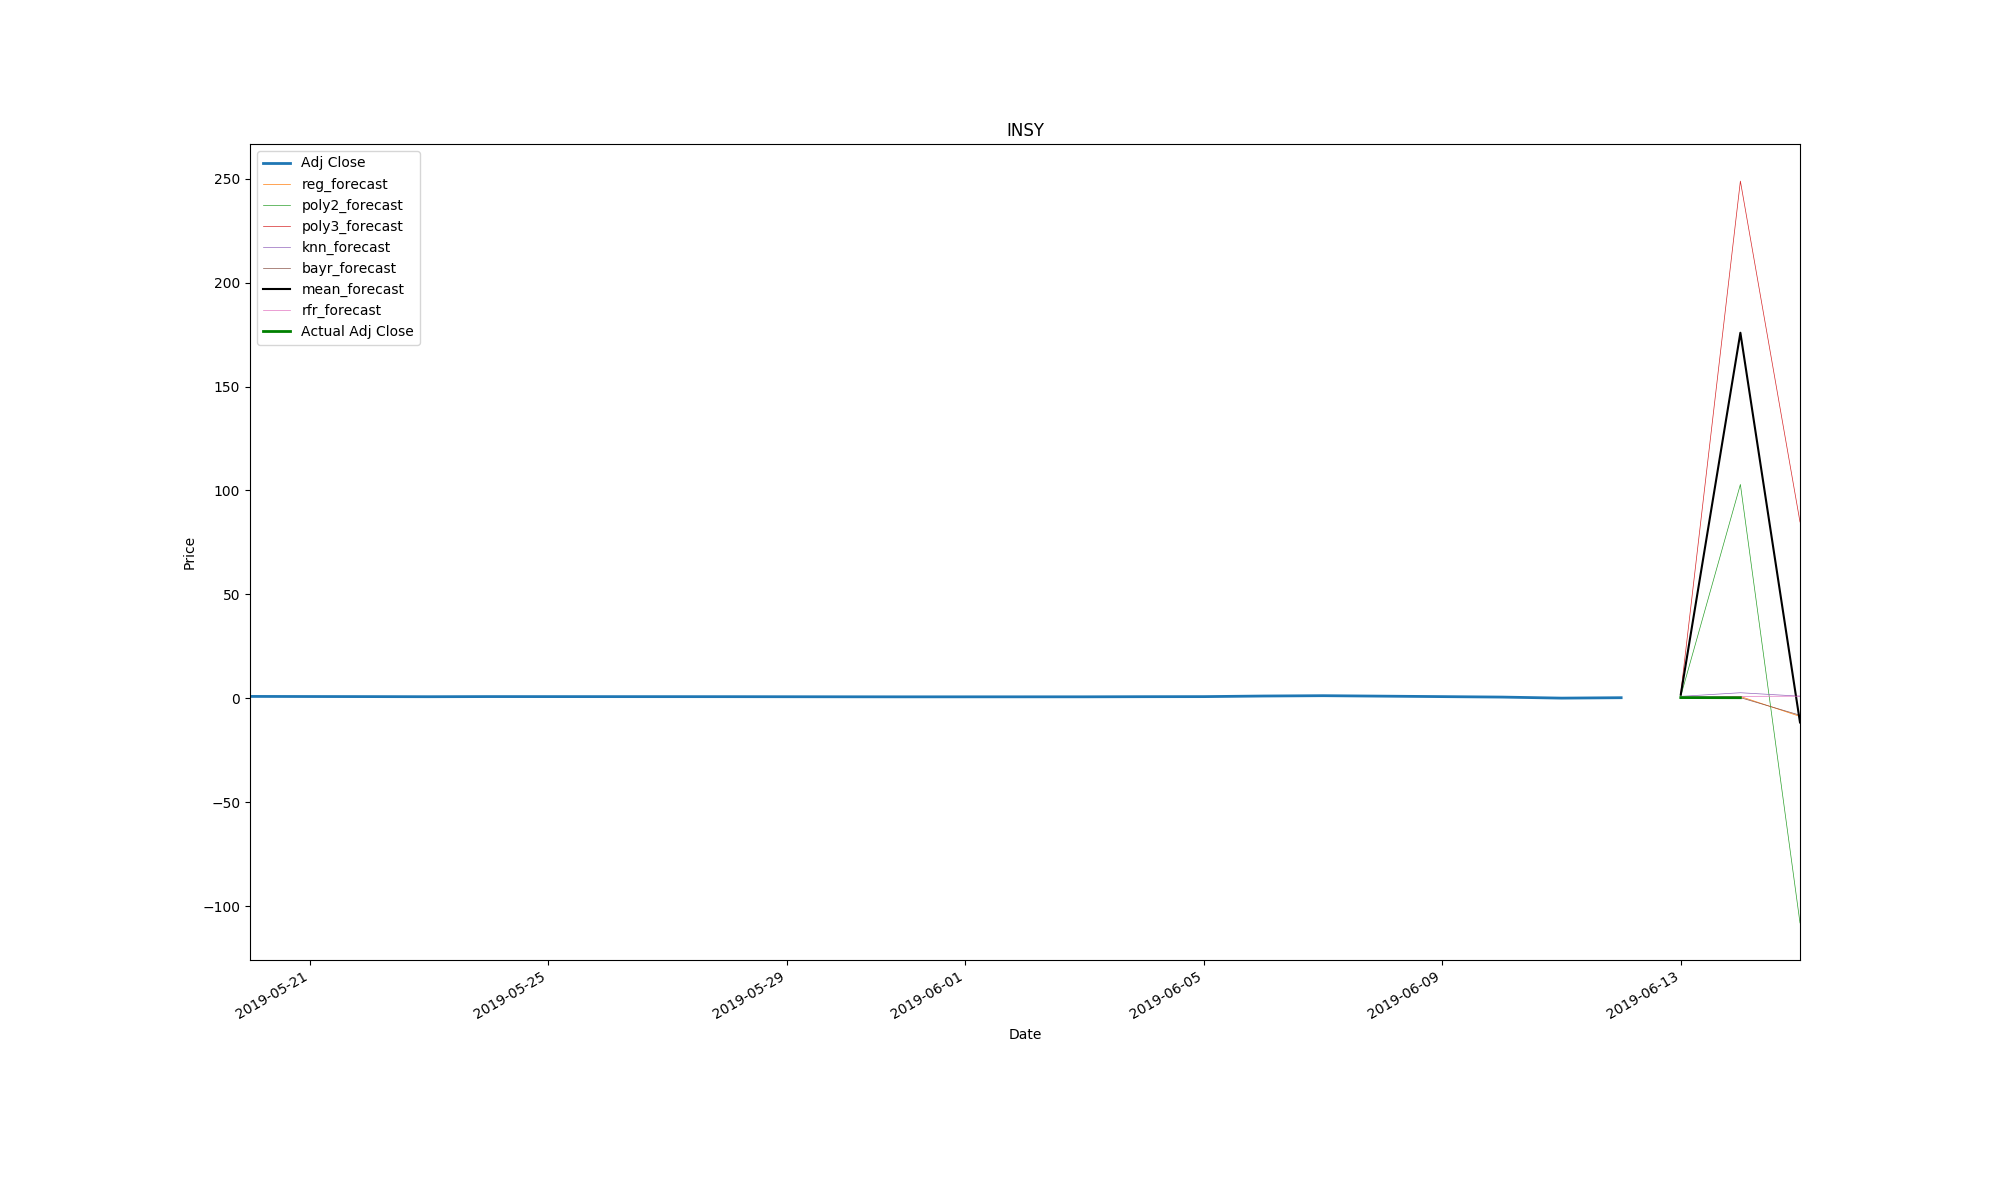 INSY
Adj Close
reg_forecast
poly2_forecast
poly3_forecast
knn_forecast
bayr_forecast
mean_forecast
rfr_forecast
Actual Adj Close
250
200
150
100
50
0
−50
−100
Price
2019-05-21
2019-05-25
2019-05-29
2019-06-01
2019-06-05
2019-06-09
2019-06-13
Date